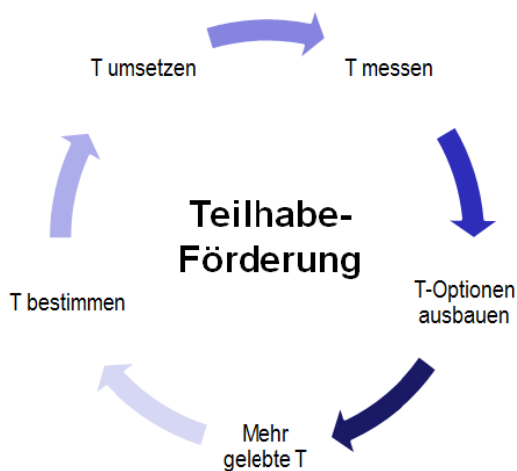 T umsetzen
T messen
Teilhabe-
Förderung
T bestimmen
T-Optionen
ausbauen
Mehr
gelebte T